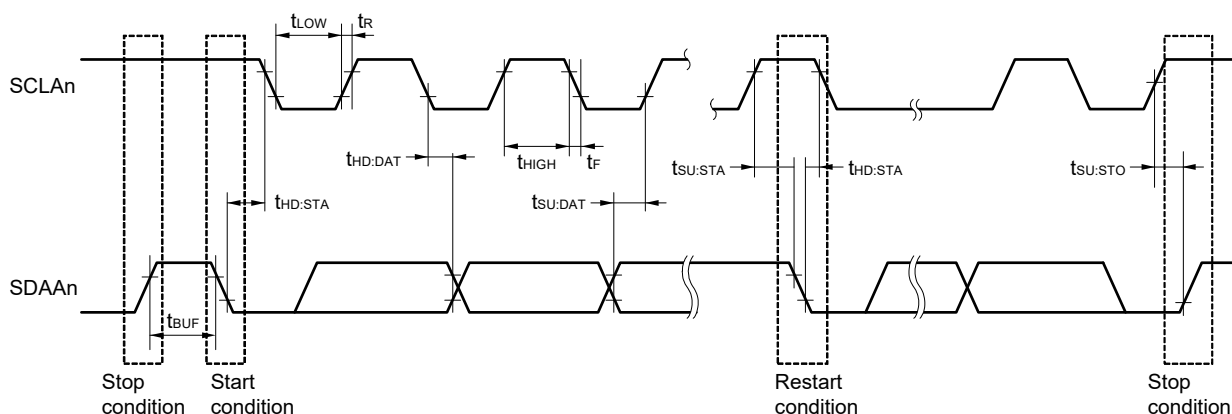 tLOW
tR
SCLAn
tHD:DAT
tHIGH
tF
tSU:STA
tHD:STA
tSU:STO
tHD:STA
tSU:DAT
SDAAn
tBUF
Stop
condition
Start
condition
Restart
condition
Stop
condition